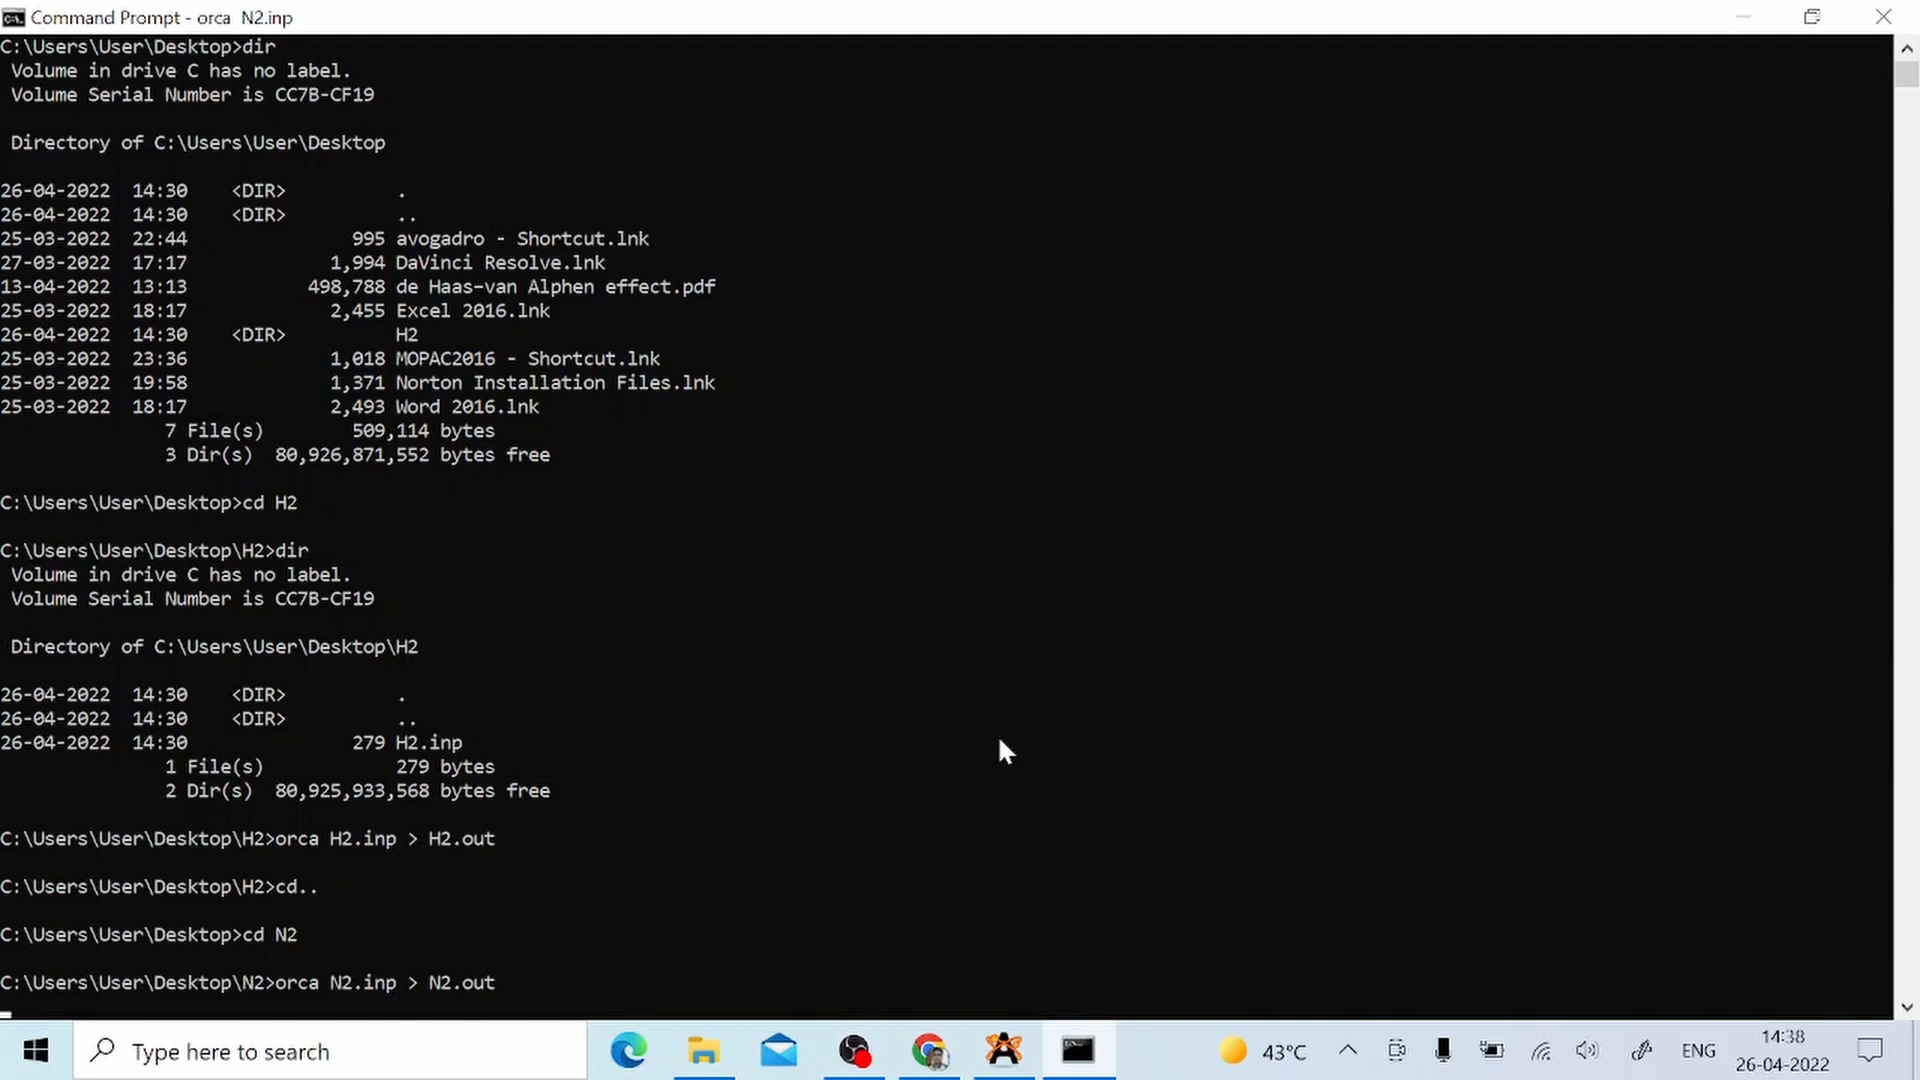 Command Prompt - orca  N2.inp
C:\Users\User\Desktop>dir
 Volume in drive C has no label.
 Volume Serial Number is CC7B-CF19
 Directory of C:\Users\User\Desktop
26-04-2022  14:30    <DIR>          .
26-04-2022  14:30    <DIR>          ..
25-03-2022  22:44               995 avogadro - Shortcut.lnk
27-03-2022  17:17             1,994 DaVinci Resolve.lnk
13-04-2022  13:13           498,788 de Haas-van Alphen effect.pdf
25-03-2022  18:17             2,455 Excel 2016.lnk
26-04-2022  14:30    <DIR>          H2
25-03-2022  23:36             1,018 MOPAC2016 - Shortcut.lnk
25-03-2022  19:58             1,371 Norton Installation Files.lnk
25-03-2022  18:17             2,493 Word 2016.lnk
               7 File(s)        509,114 bytes
               3 Dir(s)  80,926,871,552 bytes free
C:\Users\User\Desktop>cd H2
C:\Users\User\Desktop\H2>dir
 Volume in drive C has no label.
 Volume Serial Number is CC7B-CF19
 Directory of C:\Users\User\Desktop\H2
26-04-2022  14:30    <DIR>          .
26-04-2022  14:30    <DIR>          ..
26-04-2022  14:30               279 H2.inp
               1 File(s)            279 bytes
               2 Dir(s)  80,925,933,568 bytes free
C:\Users\User\Desktop\H2>orca H2.inp > H2.out
C:\Users\User\Desktop\H2>cd..
C:\Users\User\Desktop>cd N2
C:\Users\User\Desktop\N2>orca N2.inp > N2.out
Type here to search
43°C
ENG
14:38
26-04-2022